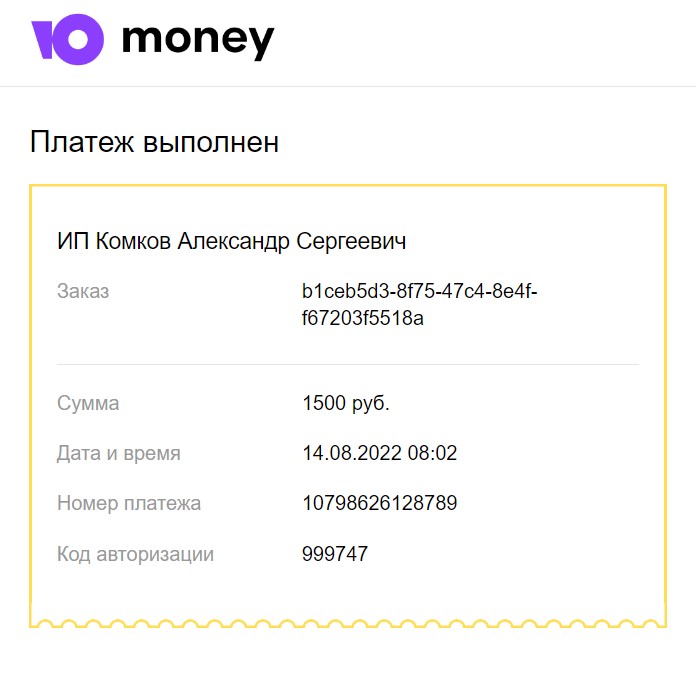 Ю money
Платеж выполнен
ИП Комков Александр Сергеевич
Заказ b1ceb5d3-8f75-47c4-8e4f-
f67203f5518a
Сумма 1500 руб.
Дата и время 14.08.2022 08:02
Номер платежа 10798626128789
Код авторизации 999747